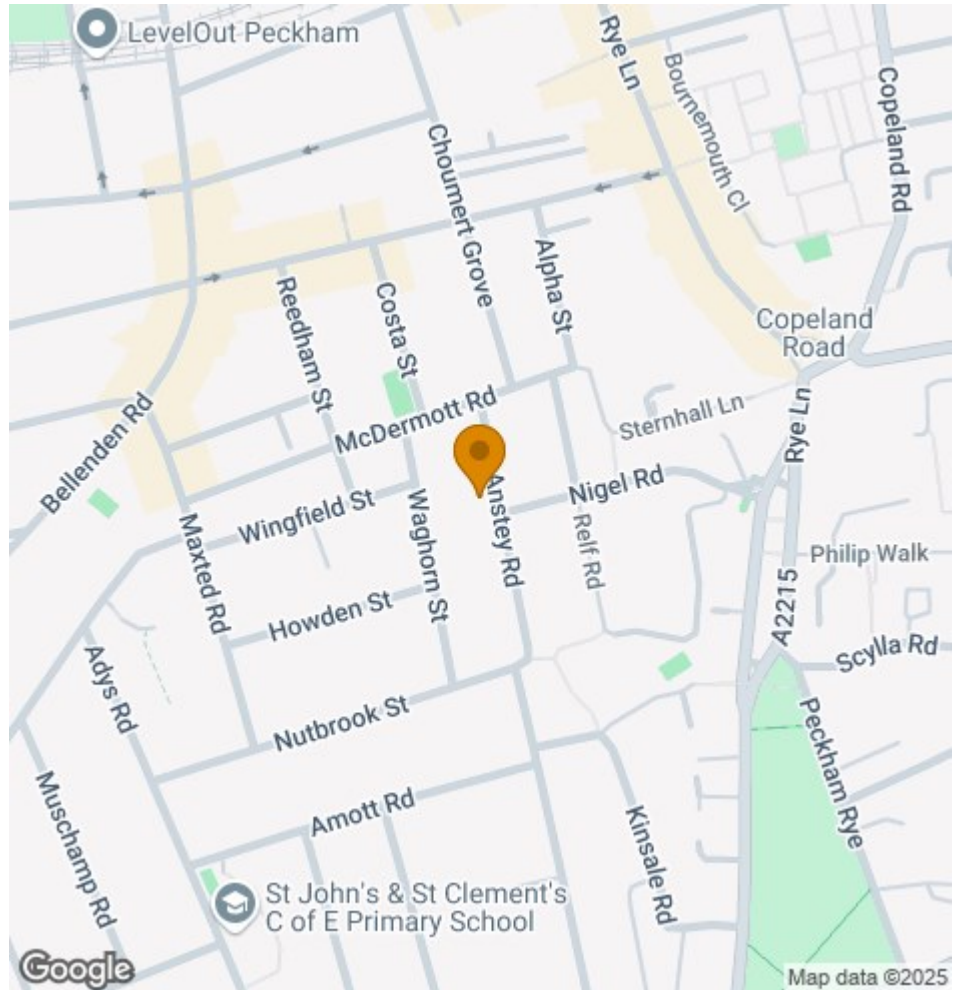 LevelOut Peckham
Rye Ln
Bournemouth Cl
Copeland Rd
Choumert Grove
Alpha St
Reedham St
Costa St
Copeland
Road
McDermott Rd
Sternhall Ln
Rye Ln
Bellenden Rd
Nigel Rd
Anstey Rd
Wingfield St
Waghorn St
Relf Rd
Maxted Rd
Philip Walk
Howden St
A2215
Scylla Rd
Adys Rd
Nutbrook St
Peckham Rye
Muschamp Rd
Amott Rd
Kinsale Rd
St John's & St Clement's
C of E Primary School
Google
Map data ©2025